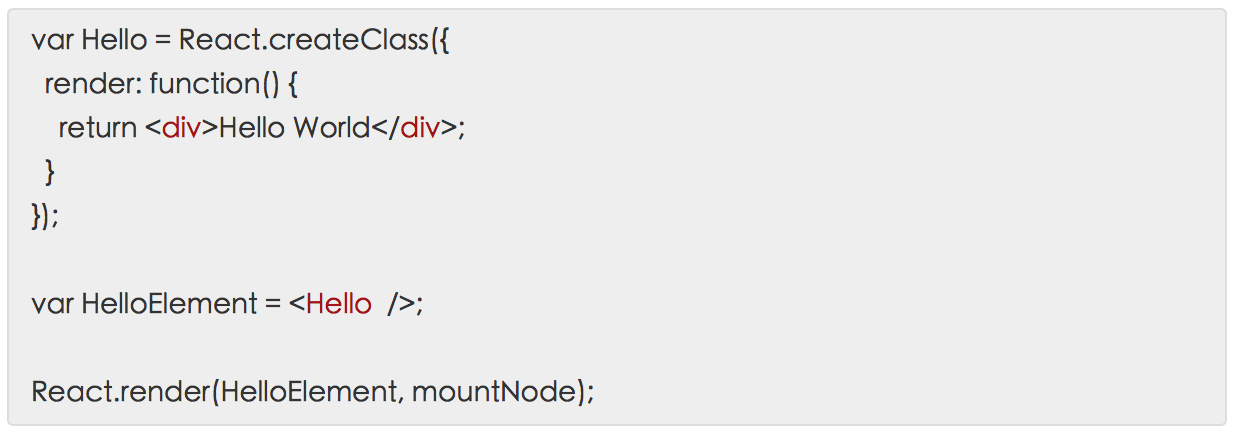 var Hello = React.createClass({
  render: function() {
    return <div>Hello World</div>;
  }
});

var HelloElement = <Hello  />;

React.render(HelloElement, mountNode);